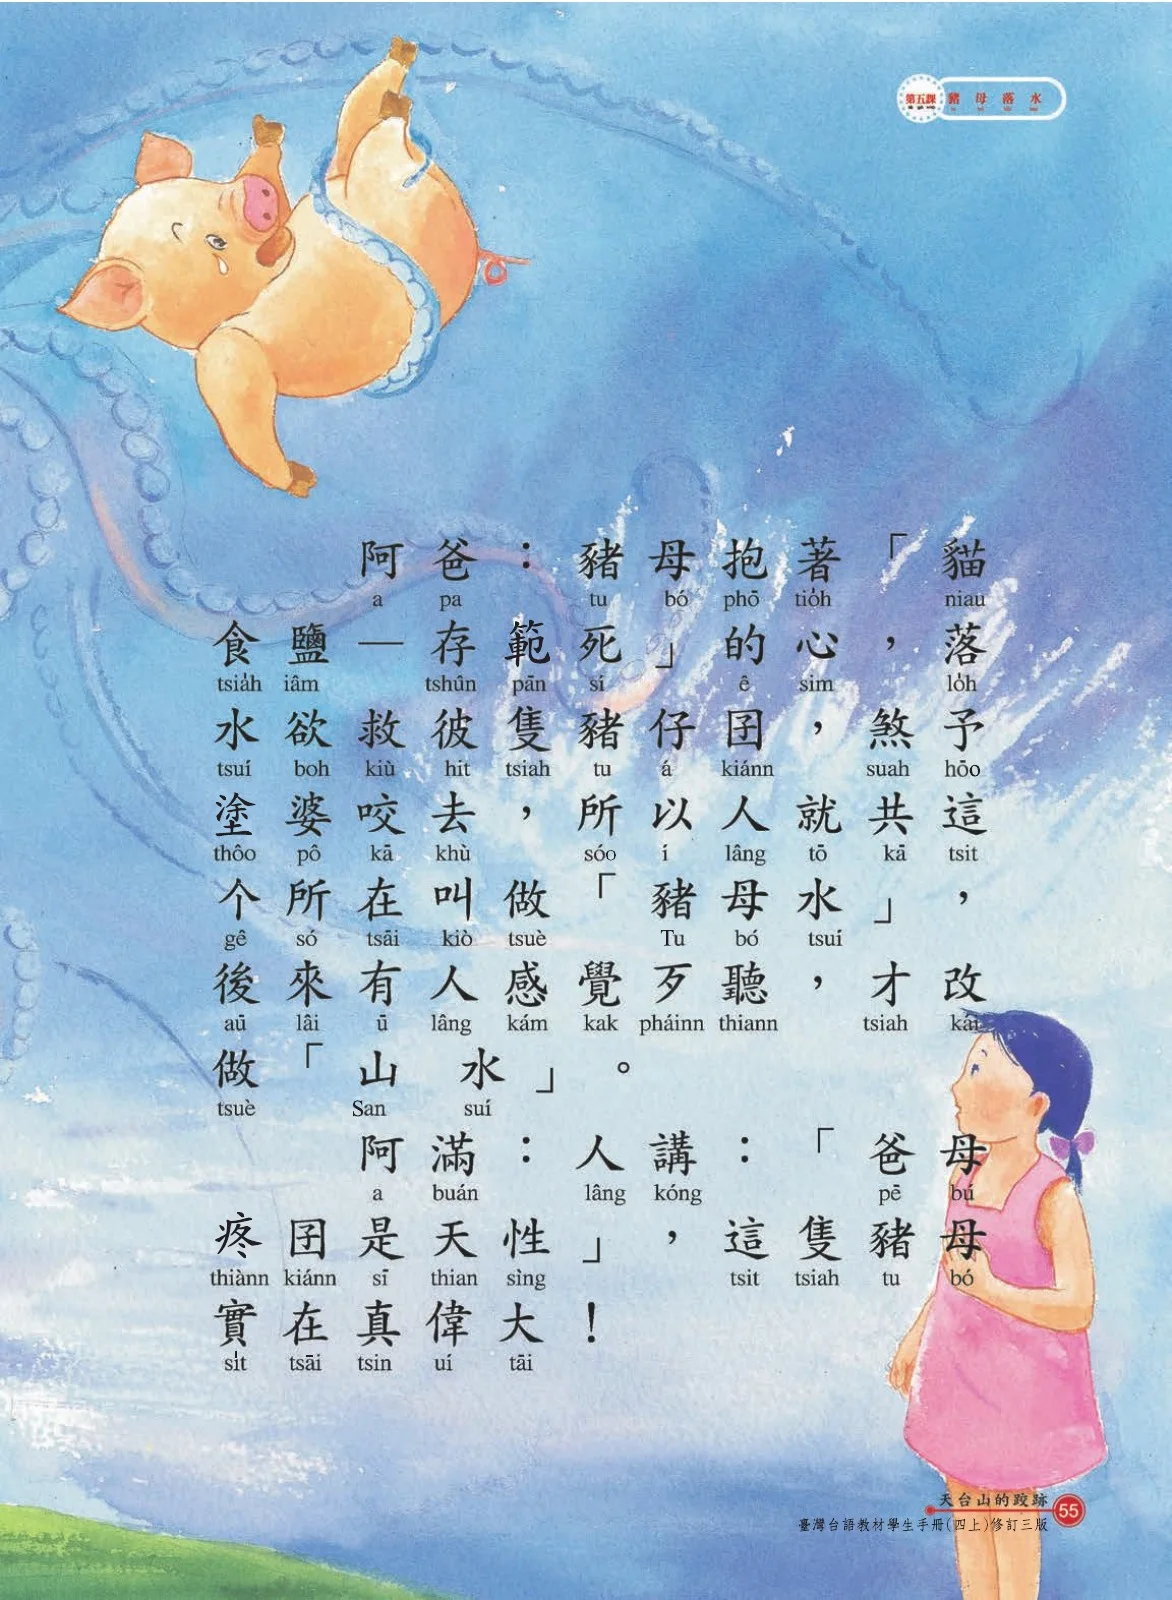 第五課 豬母落水
阿爸：豬母抱著「貓
a pa tu bó phō tio̍h niau
食鹽─存範死」的心，落
tsia̍h iâm tshûn pān sí ê sim lo̍h
水欲救彼隻豬仔囝，煞予
tsuí boh kiù hit tsiah tu á kiánn suah hōo
塗婆咬去，所以人就共這
thôo pô kā khù sóo í lâng tō kā tsit
个所在叫做「豬母水」，
gê só tsāi kiò tsuè Tu bó tsuí
後來有人感覺歹聽，才改
aū lâi ū lâng kám kak pháinn thiann tsiah kái
做「山水」。
tsuè San suí
阿滿：人講：「爸母
a buán lâng kóng pē bú
疼囝是天性」，這隻豬母
thiànn kiánn sī thian sìng tsit tsiah tu bó
實在真偉大！
si̍t tsāi tsin uí tāi
天台山的跤跡 55
臺灣台語教材學生手冊(四上)修訂三版